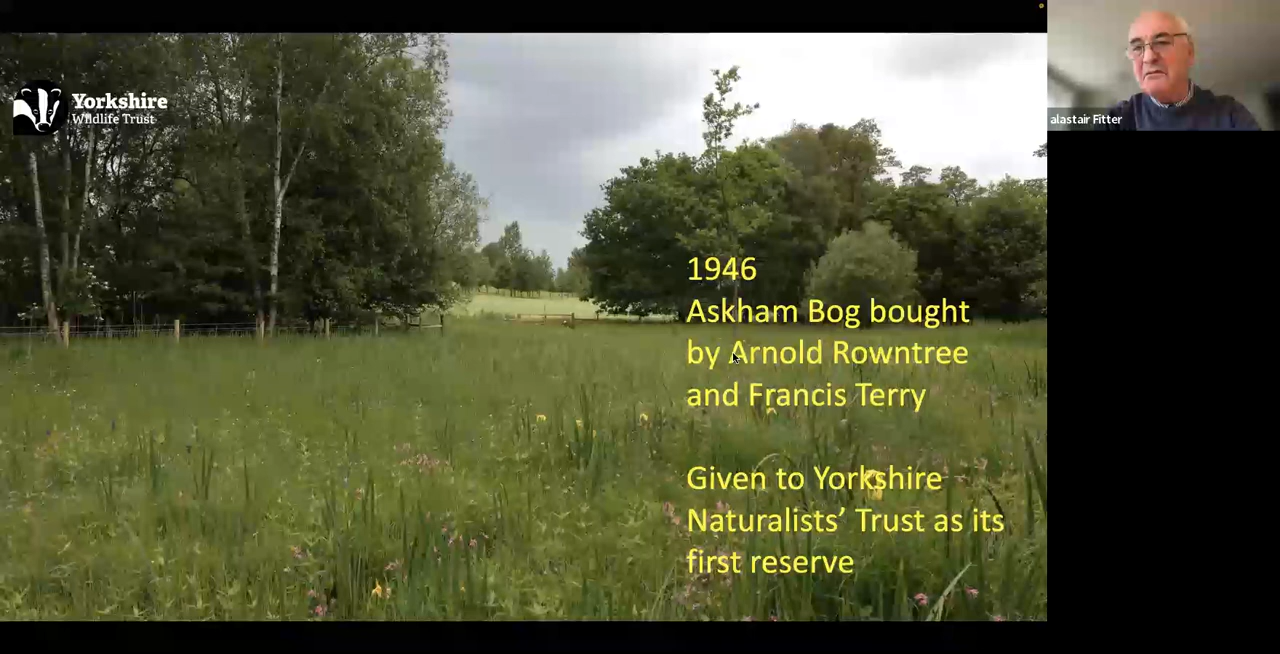 Yorkshire
Wildlife Trust
alastair Fitter
1946
Askham Bog bought
by Arnold Rowntree
and Francis Terry
Given to Yorkshire
Naturalists’ Trust as its
first reserve